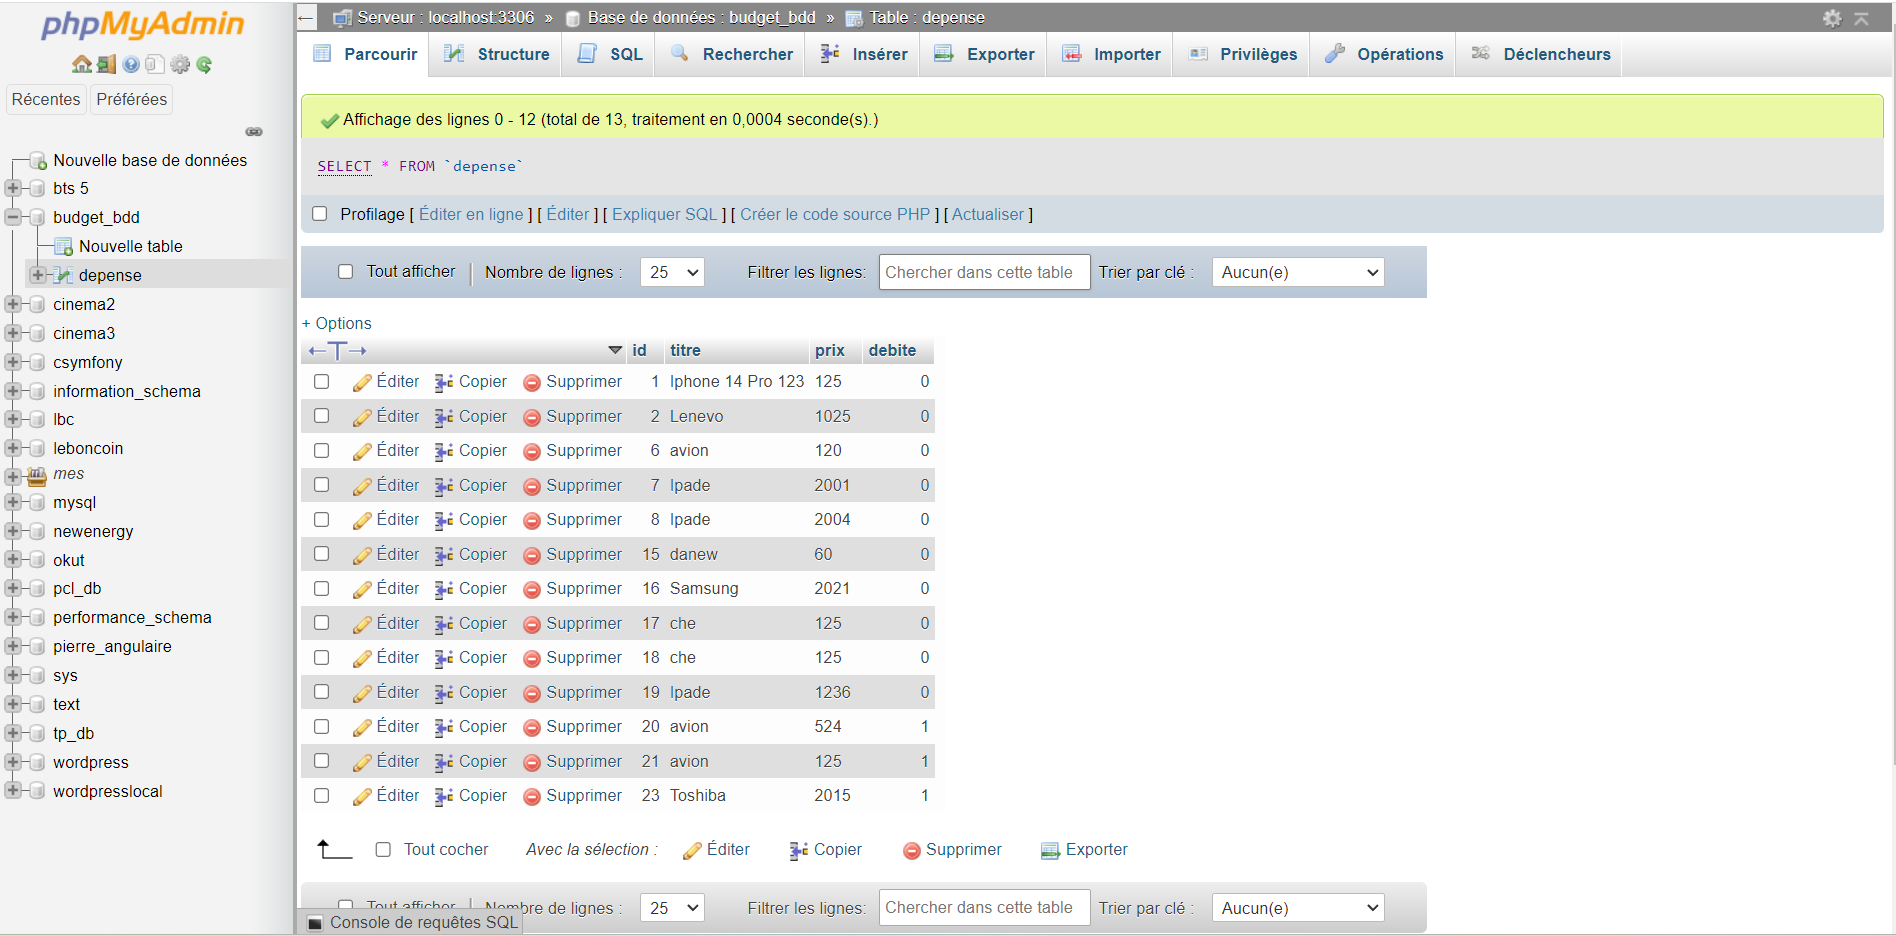 phpMyAdmin
Récentes Préférées
Nouvelle base de données
bts 5
budget_bdd
Nouvelle table
depense
cinema2
cinema3
csymfony
information_schema
lbc
leboncoin
mes
mysql
newenergy
okut
pcl_db
performance_schema
pierre_angulaire
sys
text
tp_db
wordpress
wordpresslocal
← Serveur : localhost:3306 » Base de données : budget_bdd » Table : depense
Parcourir Structure SQL Rechercher Insérer Exporter Importer Privilèges Opérations Déclencheurs
Affichage des lignes 0 - 12 (total de 13, traitement en 0,0004 seconde(s).)
SELECT * FROM `depense`
Profilage [ Éditer en ligne ] [ Éditer ] [ Expliquer SQL ] [ Créer le code source PHP ] [ Actualiser ]
Tout afficher Nombre de lignes : 25 Filtrer les lignes: Chercher dans cette table Trier par clé : Aucun(e)
+ Options
←T→ id titre prix debite
Éditer Copier Supprimer 1 Iphone 14 Pro 123 125 0
Éditer Copier Supprimer 2 Lenevo 1025 0
Éditer Copier Supprimer 6 avion 120 0
Éditer Copier Supprimer 7 Ipade 2001 0
Éditer Copier Supprimer 8 Ipade 2004 0
Éditer Copier Supprimer 15 danew 60 0
Éditer Copier Supprimer 16 Samsung 2021 0
Éditer Copier Supprimer 17 che 125 0
Éditer Copier Supprimer 18 che 125 0
Éditer Copier Supprimer 19 Ipade 1236 0
Éditer Copier Supprimer 20 avion 524 1
Éditer Copier Supprimer 21 avion 125 1
Éditer Copier Supprimer 23 Toshiba 2015 1
Tout cocher Avec la sélection : Éditer Copier Supprimer Exporter
Tout afficher Nombre de lignes : 25 Filtrer les lignes: Chercher dans cette table Trier par clé : Aucun(e)
Console de requêtes SQL